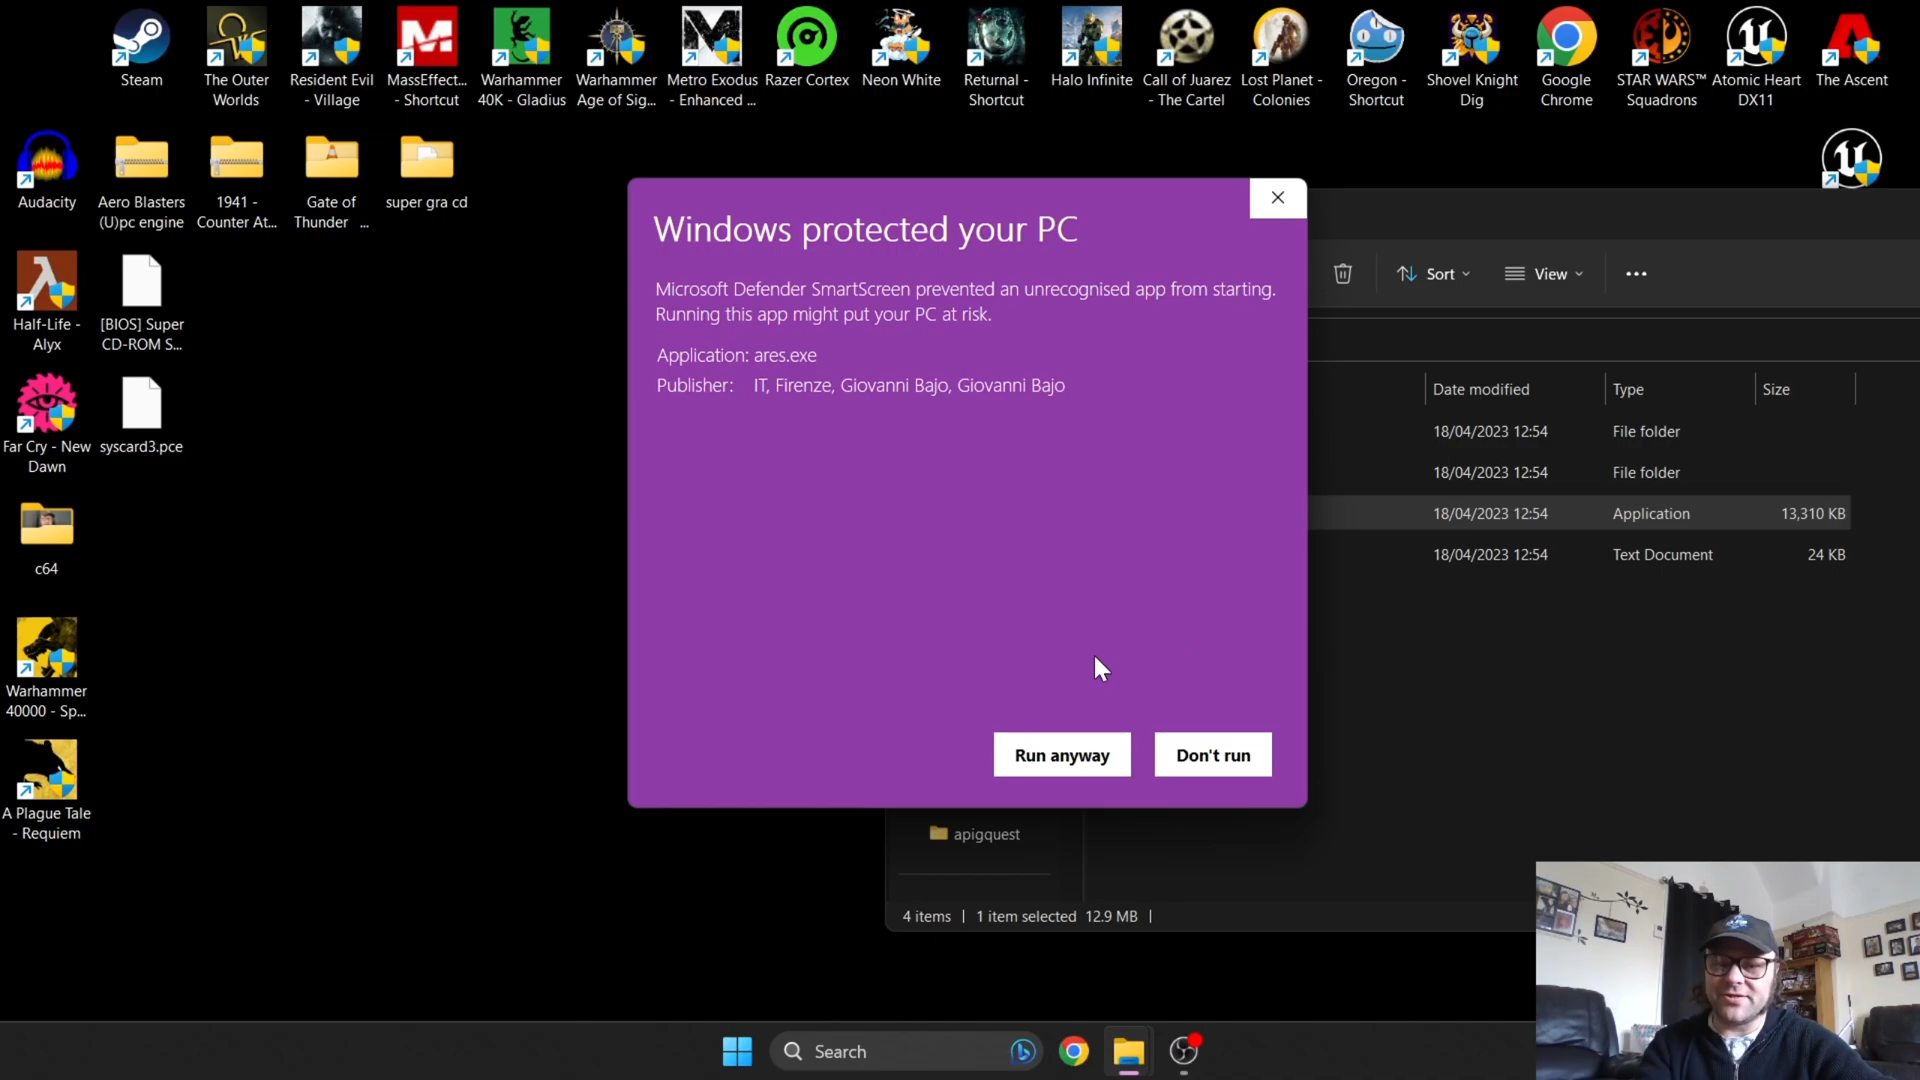 Steam
The Outer
Worlds
Resident Evil
- Village
MassEffect...
- Shortcut
Warhammer
40K - Gladius
Warhammer
Age of Sig...
Metro Exodus
- Enhanced ...
Razer Cortex
Neon White
Returnal -
Shortcut
Halo Infinite
Call of Juarez
- The Cartel
Lost Planet -
Colonies
Oregon -
Shortcut
Shovel Knight
Dig
Google
Chrome
STAR WARS™
Squadrons
Atomic Heart
DX11
The Ascent
Audacity
Aero Blasters
(U)pc engine
1941 -
Counter At...
Gate of
Thunder ...
super gra cd
Half-Life -
Alyx
[BIOS] Super
CD-ROM S...
Far Cry - New
Dawn
syscard3.pce
c64
Warhammer
40000 - Sp...
A Plague Tale
- Requiem
Windows protected your PC
Microsoft Defender SmartScreen prevented an unrecognised app from starting.
Running this app might put your PC at risk.
Application: ares.exe
Publisher: IT, Firenze, Giovanni Bajo, Giovanni Bajo
Run anyway
Don't run
Sort
View
Date modified
Type
Size
18/04/2023 12:54
File folder
18/04/2023 12:54
File folder
18/04/2023 12:54
Application
13,310 KB
18/04/2023 12:54
Text Document
24 KB
apigquest
4 items
1 item selected 12.9 MB
Search